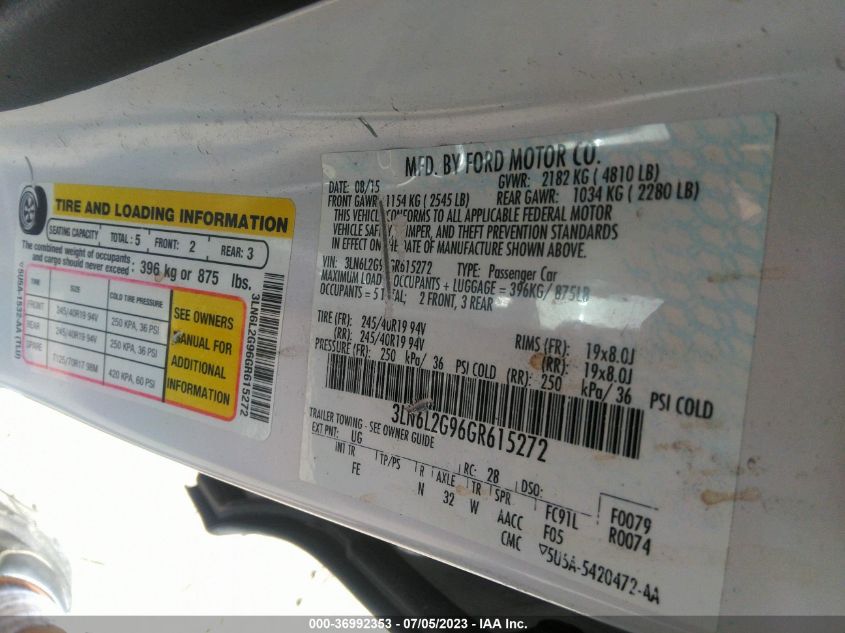 TIRE AND LOADING INFORMATION
SEATING CAPACITY TOTAL: 5 FRONT: 2 REAR: 3
The combined weight of occupants and cargo should never exceed: 396 kg or 875 lbs.
TIRE SIZE COLD TIRE PRESSURE
FRONT 245/40R19 94V 250 KPA, 36 PSI
REAR 245/40R19 94V 250 KPA, 36 PSI
SPARE T125/70R17 98M 420 KPA, 60 PSI
SEE OWNERS
MANUAL FOR
ADDITIONAL
INFORMATION
5U5A-1532-AA (TLU)
3LN6L2G96GR615272
MFD. BY FORD MOTOR CO.
DATE: 08/15 GVWR: 2182 KG ( 4810 LB)
FRONT GAWR: 1154 KG ( 2545 LB) REAR GAWR: 1034 KG ( 2280 LB)
THIS VEHICLE CONFORMS TO ALL APPLICABLE FEDERAL MOTOR
VEHICLE SAFE BUMPER, AND THEFT PREVENTION STANDARDS
IN EFFECT ON THE DATE OF MANUFACTURE SHOWN ABOVE.
VIN: 3LN6L2G9 GR615272 TYPE: Passenger Car
MAXIMUM LOAD OCCUPANTS + LUGGAGE = 396KG/ 875LB
OCCUPANTS = 5 TOTAL; 2 FRONT, 3 REAR
TIRE (FR): 245/40R19 94V RIMS (FR): 19x8.0J
(RR): 245/40R19 94V (RR): 19x8.0J
PRESSURE (FR): 250 kPa/ 36 PSI COLD (RR): 250 kPa/ 36 PSI COLD
3LN6L2G96GR615272
TRAILER TOWING - SEE OWNER GUIDE
EXT PNT: UG RC: 28 DSO:
INT TR TP/PS R AXLE TR SPR FC91L F0079
FE N 32 W AACC F05 R0074
CMC ▽5U5A-5420472-AA
000-36992353 - 07/05/2023 - IAA Inc.